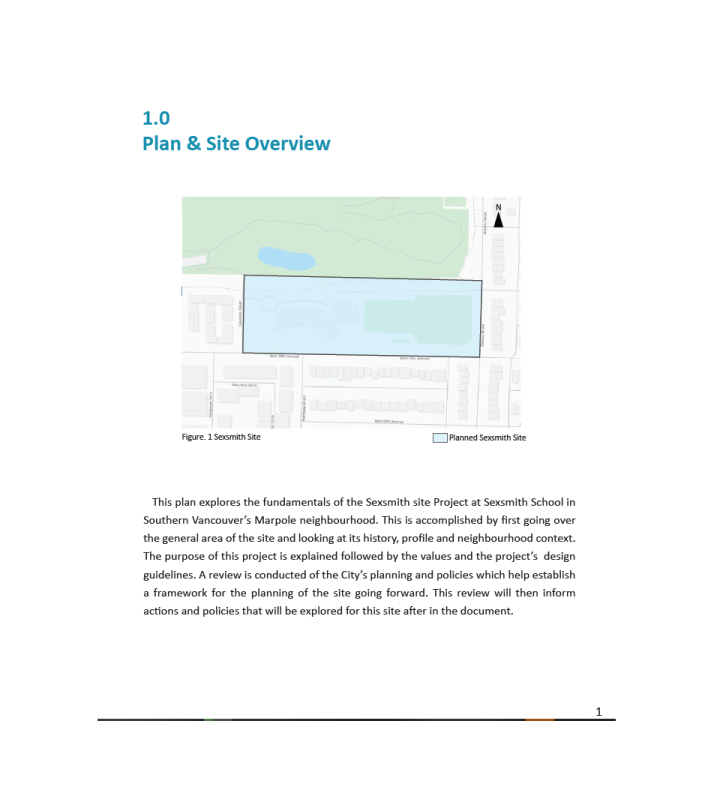 1.0
Plan & Site Overview
N
Figure. 1 Sexsmith Site
Planned Sexsmith Site
This plan explores the fundamentals of the Sexsmith site Project at Sexsmith School in
Southern Vancouver's Marpole neighbourhood. This is accomplished by first going over
the general area of the site and looking at its history, profile and neighbourhood context.
The purpose of this project is explained followed by the values and the project's design
guidelines. A review is conducted of the City's planning and policies which help establish
a framework for the planning of the site going forward. This review will then inform
actions and policies that will be explored for this site after in the document.
1